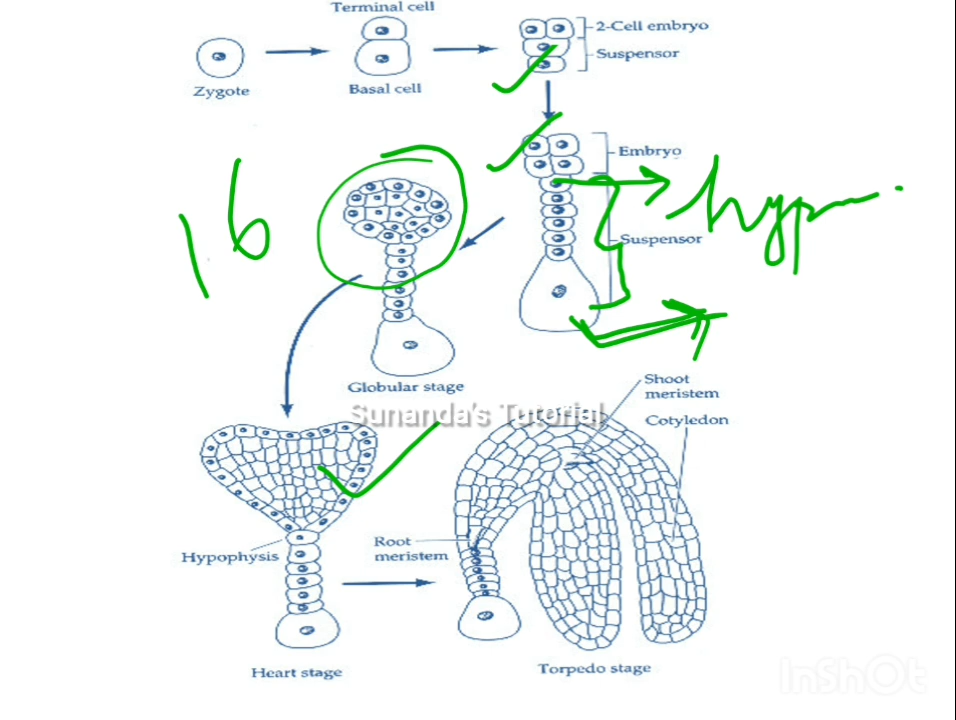 Terminal cell
2-Cell embryo
Suspensor
Zygote
Basal cell
Embryo
16
Suspensor
Globular stage
Shoot
meristem
Sunanda's Tutorial
Cotyledon
Root
meristem
Hypophysis
Heart stage
Torpedo stage
InShOt